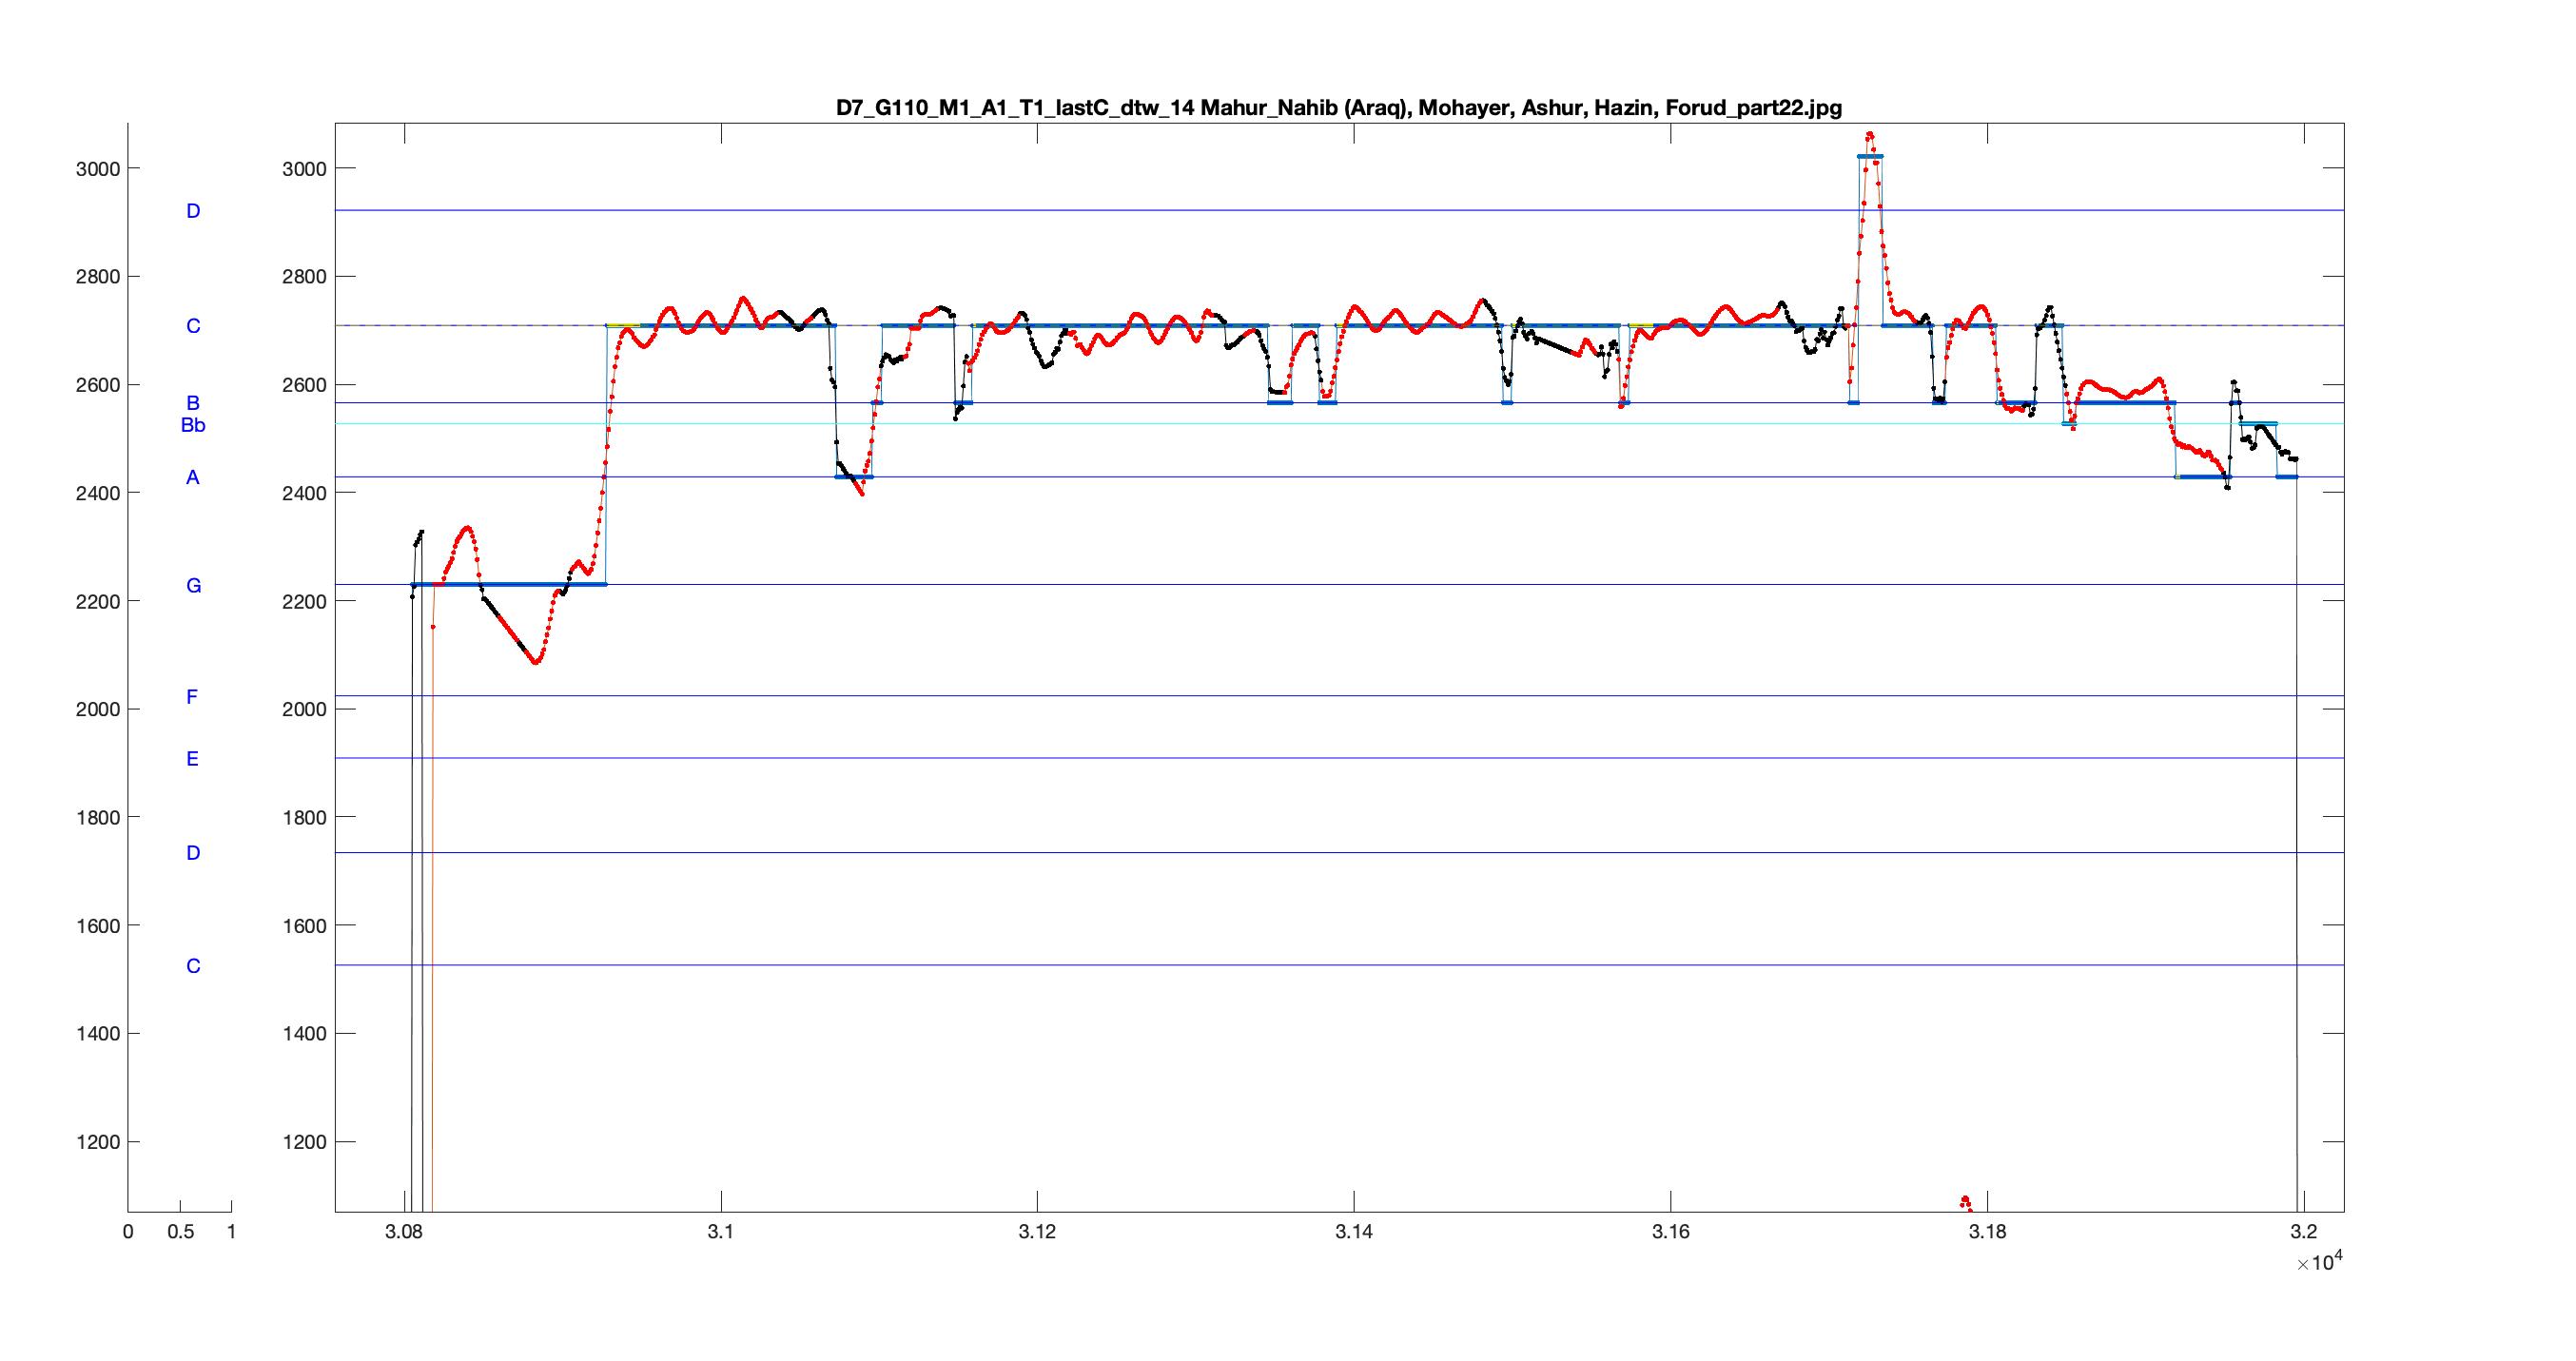 D7_G110_M1_A1_T1_lastC_dtw_14 Mahur_Nahib (Araq), Mohayer, Ashur, Hazin, Forud_part22.jpg
3000 3000
D
2800 2800
C
2600 2600
B
Bb
A
2400 2400
G
2200 2200
F
2000 2000
E
1800 1800
D
1600 1600
C
1400 1400
1200 1200
0 0.5 1 3.08 3.1 3.12 3.14 3.16 3.18 3.2
×10⁴